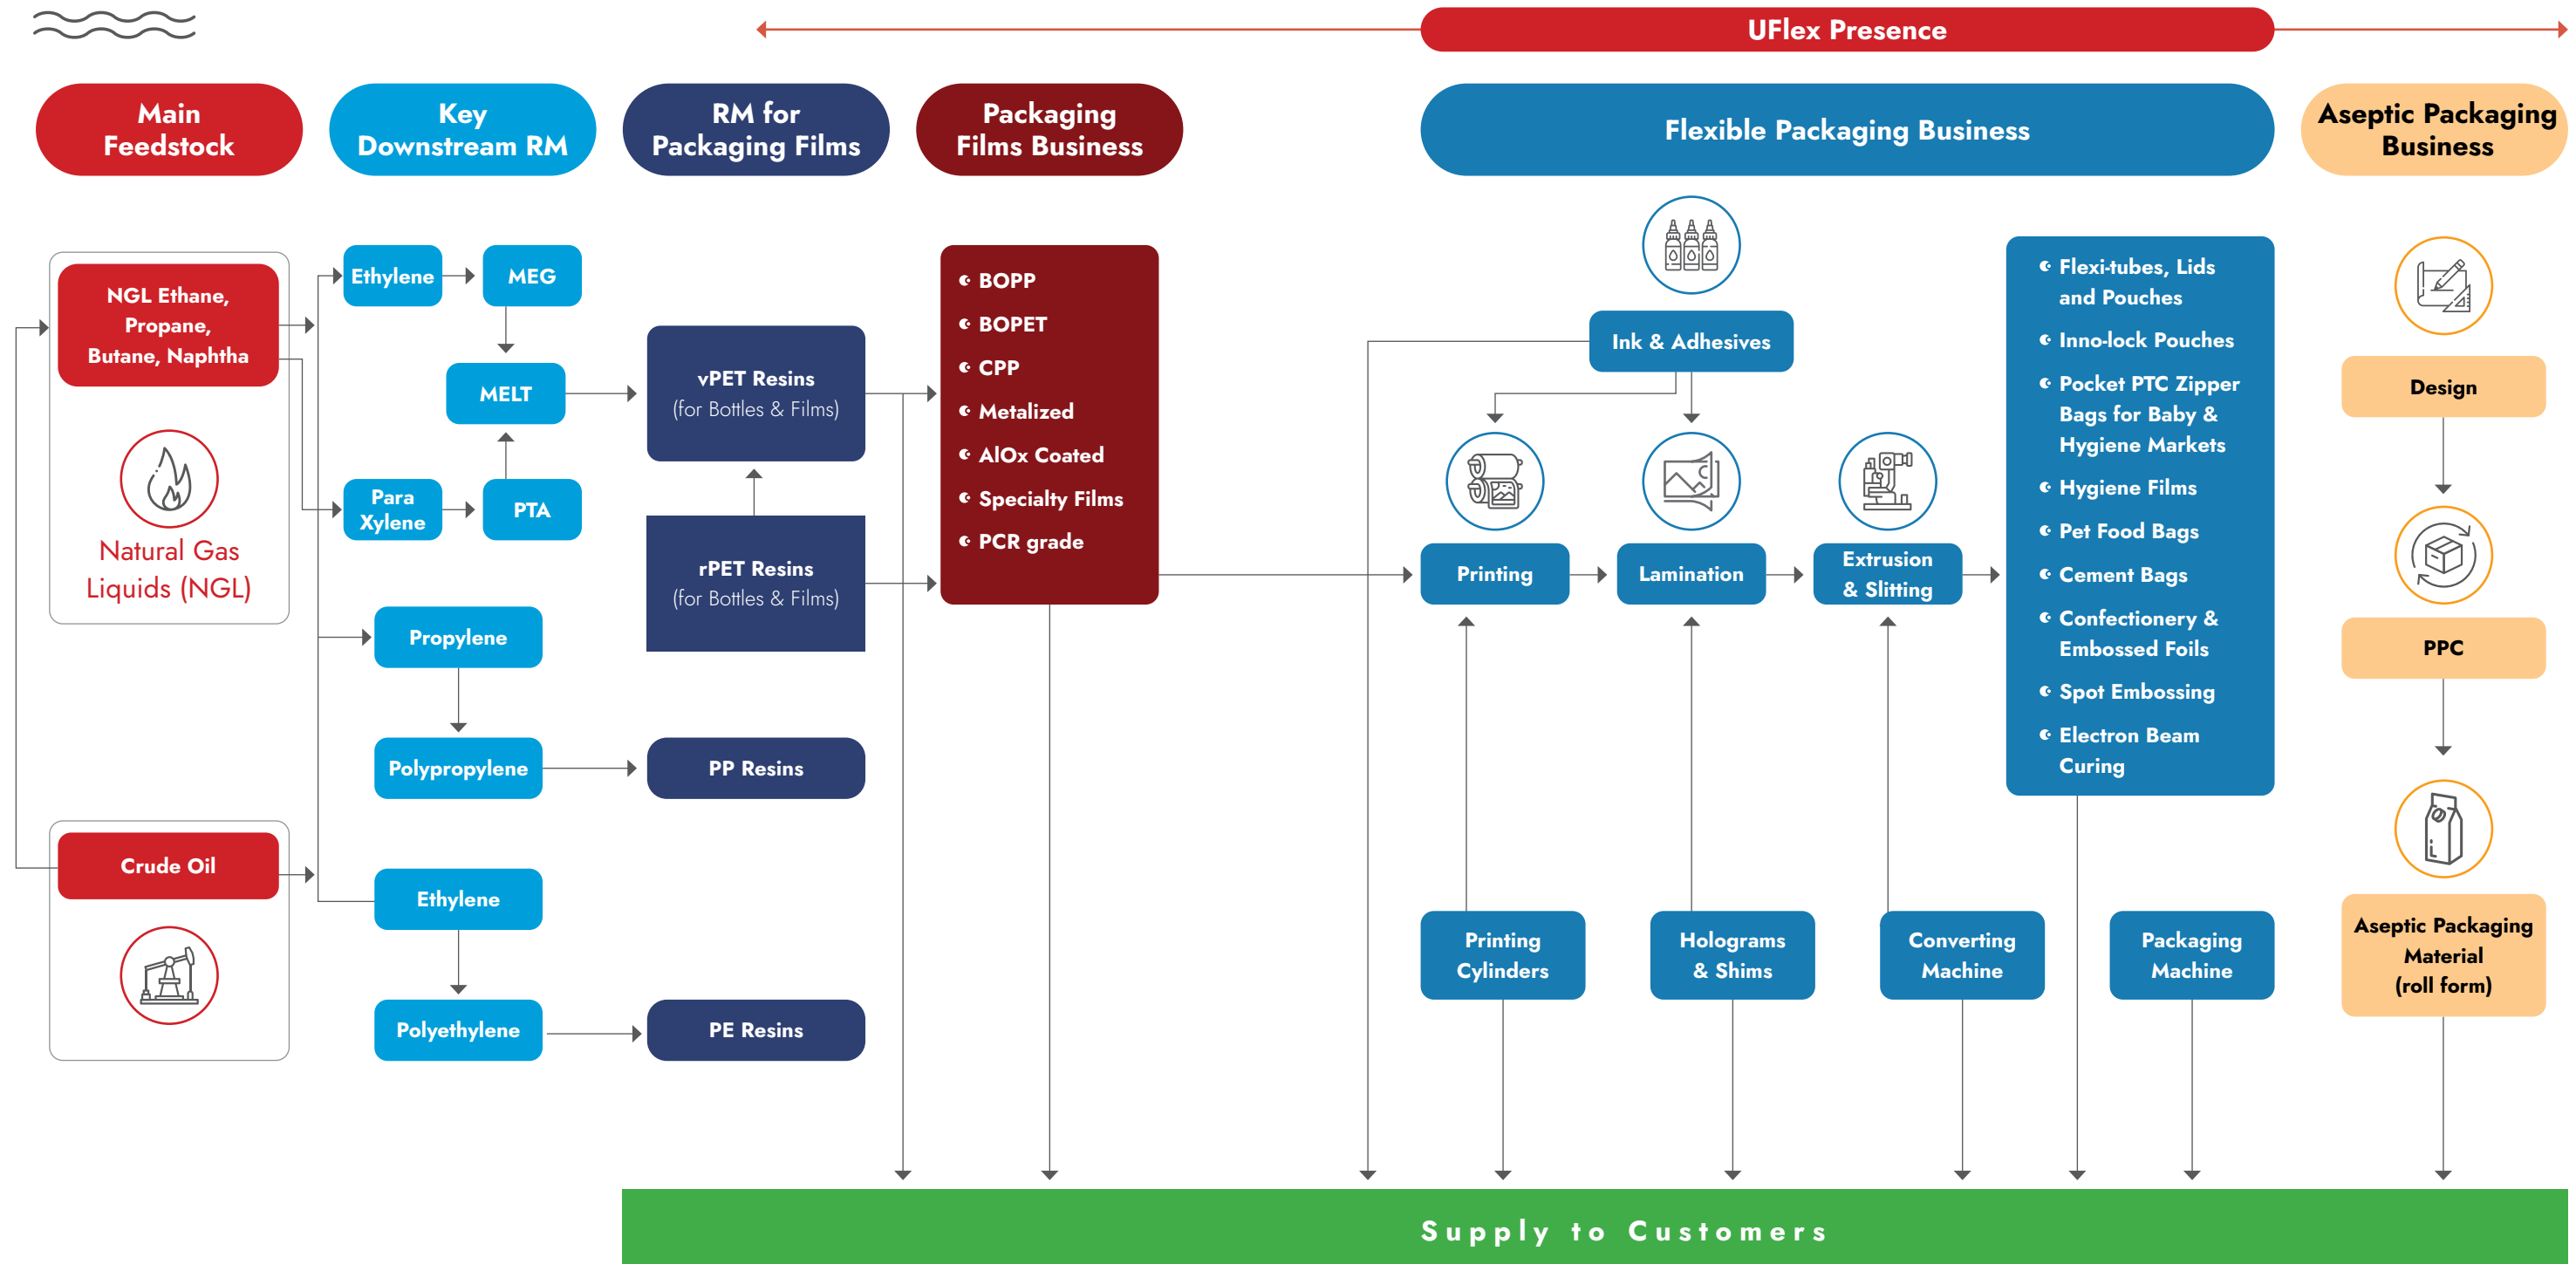 UFlex Presence
Main
Feedstock
Key
Downstream RM
RM for
Packaging Films
Packaging
Films Business
Flexible Packaging Business
Aseptic Packaging
Business
NGL Ethane,
Propane,
Butane, Naphtha
Natural Gas
Liquids (NGL)
Crude Oil
Ethylene
MEG
MELT
Para
Xylene
PTA
Propylene
Polypropylene
Ethylene
Polyethylene
vPET Resins
(for Bottles & Films)
rPET Resins
(for Bottles & Films)
PP Resins
PE Resins
BOPP
BOPET
CPP
Metalized
AlOx Coated
Specialty Films
PCR grade
Ink & Adhesives
Printing
Lamination
Extrusion
& Slitting
Printing
Cylinders
Holograms
& Shims
Converting
Machine
Packaging
Machine
Flexi-tubes, Lids
and Pouches
Inno-lock Pouches
Pocket PTC Zipper
Bags for Baby &
Hygiene Markets
Hygiene Films
Pet Food Bags
Cement Bags
Confectionery &
Embossed Foils
Spot Embossing
Electron Beam
Curing
Design
PPC
Aseptic Packaging
Material
(roll form)
Supply to Customers